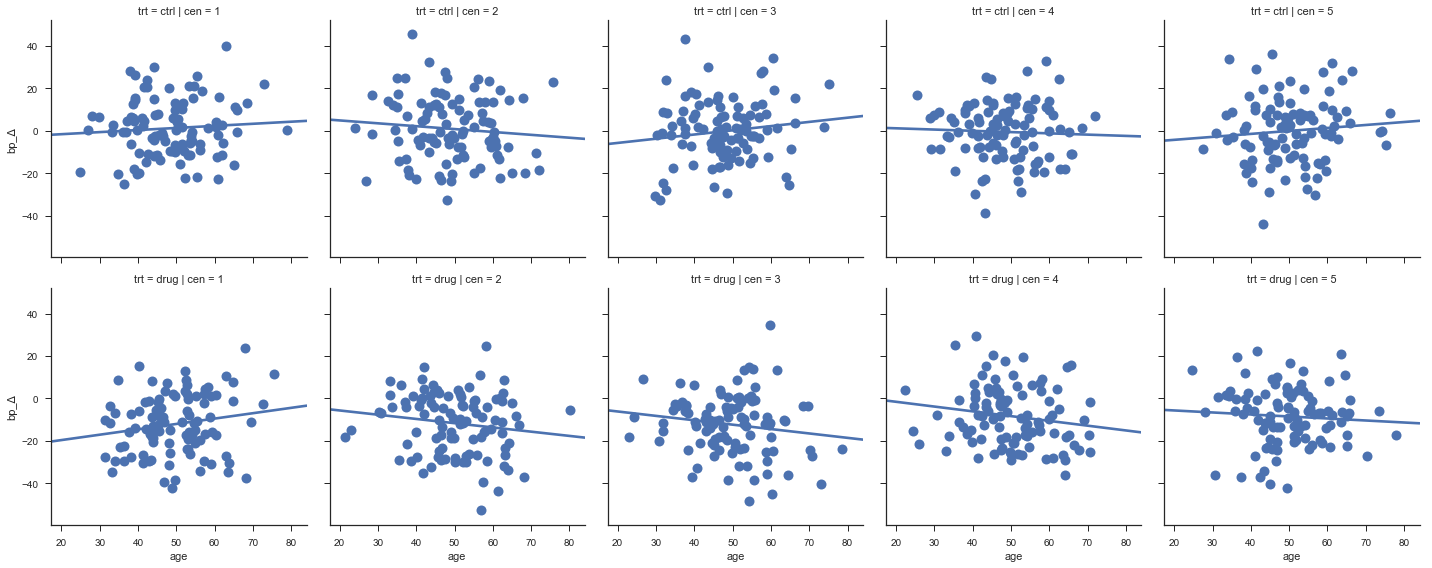 trt = ctrl | cen = 1
trt = ctrl | cen = 2
trt = ctrl | cen = 3
trt = ctrl | cen = 4
trt = ctrl | cen = 5
40
20
0
−20
−40
bp_Δ
trt = drug | cen = 1
trt = drug | cen = 2
trt = drug | cen = 3
trt = drug | cen = 4
trt = drug | cen = 5
40
20
0
−20
−40
bp_Δ
20 30 40 50 60 70 80
20 30 40 50 60 70 80
20 30 40 50 60 70 80
20 30 40 50 60 70 80
20 30 40 50 60 70 80
age
age
age
age
age